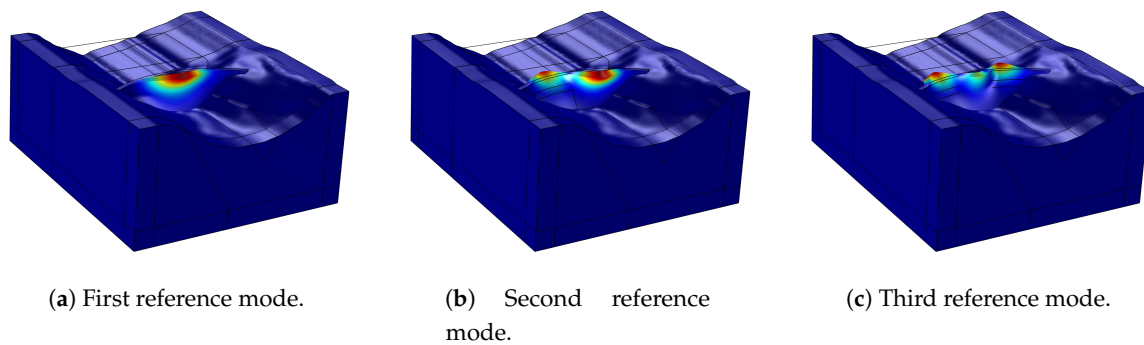 (a) First reference mode.
(b) Second reference
mode.
(c) Third reference mode.